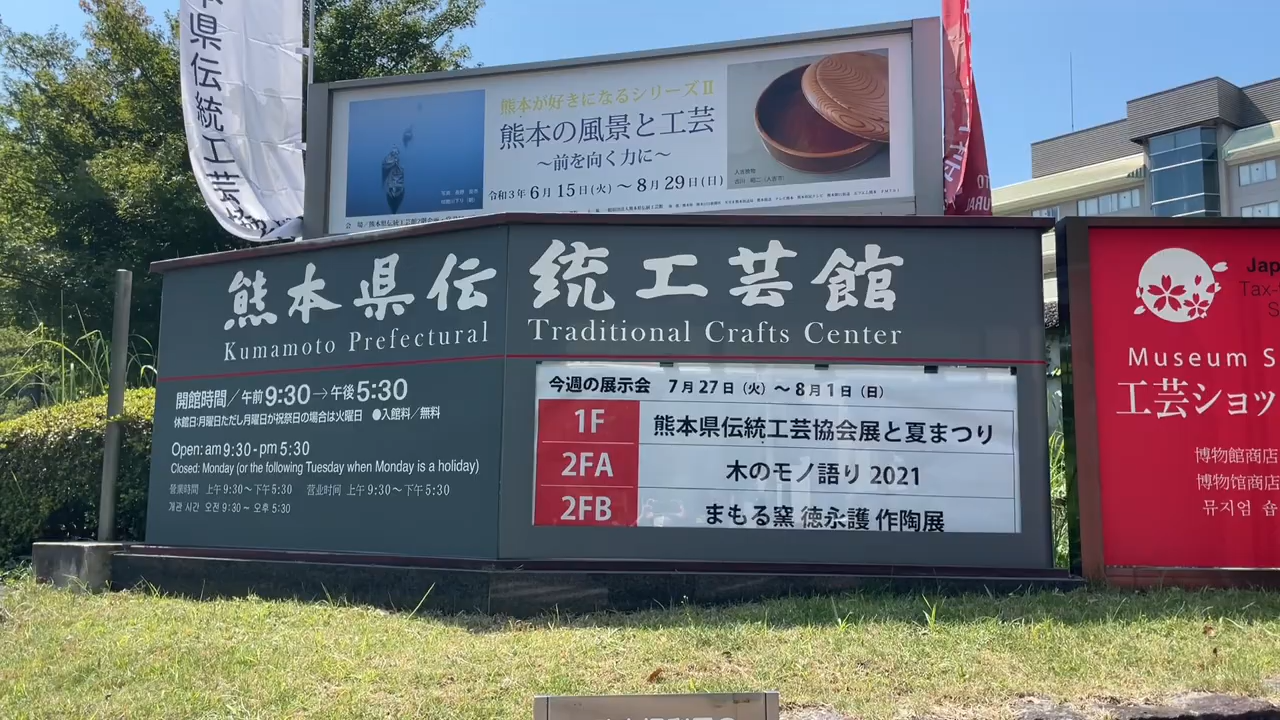 県伝統工芸館
熊本が好きになるシリーズⅡ
熊本の風景と工芸
～前を向く力に～
令和3年 6月15日(火)～8月29日(日)
熊本県伝統工芸館
Kumamoto Prefectural Traditional Crafts Center
開館時間／午前9:30→午後5:30
休館日:月曜日ただし月曜日が祝祭日の場合は火曜日 ●入館料／無料
Open: am 9:30 - pm 5:30
Closed: Monday (or the following Tuesday when Monday is a holiday)
營業時間 上午 9:30～下午 5:30 营业时间 上午 9:30～下午 5:30
개관 시간 오전 9:30～ 오후 5:30
今週の展示会 7月27日（火）～8月1日（日）
1F 熊本県伝統工芸協会展と夏まつり
2FA 木のモノ語り 2021
2FB まもる窯 徳永護 作陶展
Jap
Tax-
S
Museum S
工芸ショッ
博物館商店
博物馆商店
뮤지엄 숍